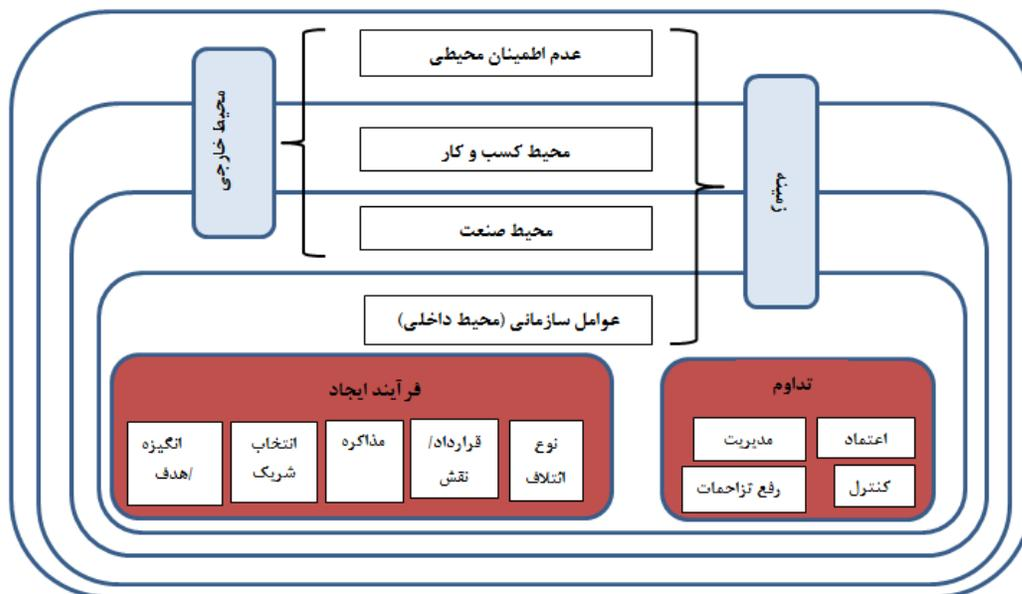 عدم اطمینان محیطی
محیط خارجی
زمینه
محیط کسب و کار
محیط صنعت
عوامل سازمانی (محیط داخلی)
تداوم
اعتماد
مدیریت
کنترل
رفع تزاحمات
فرآیند ایجاد
نوع
ائتلاف
قرارداد/
نقش
مذاکره
انتخاب
شریک
انگیزه
/هدف